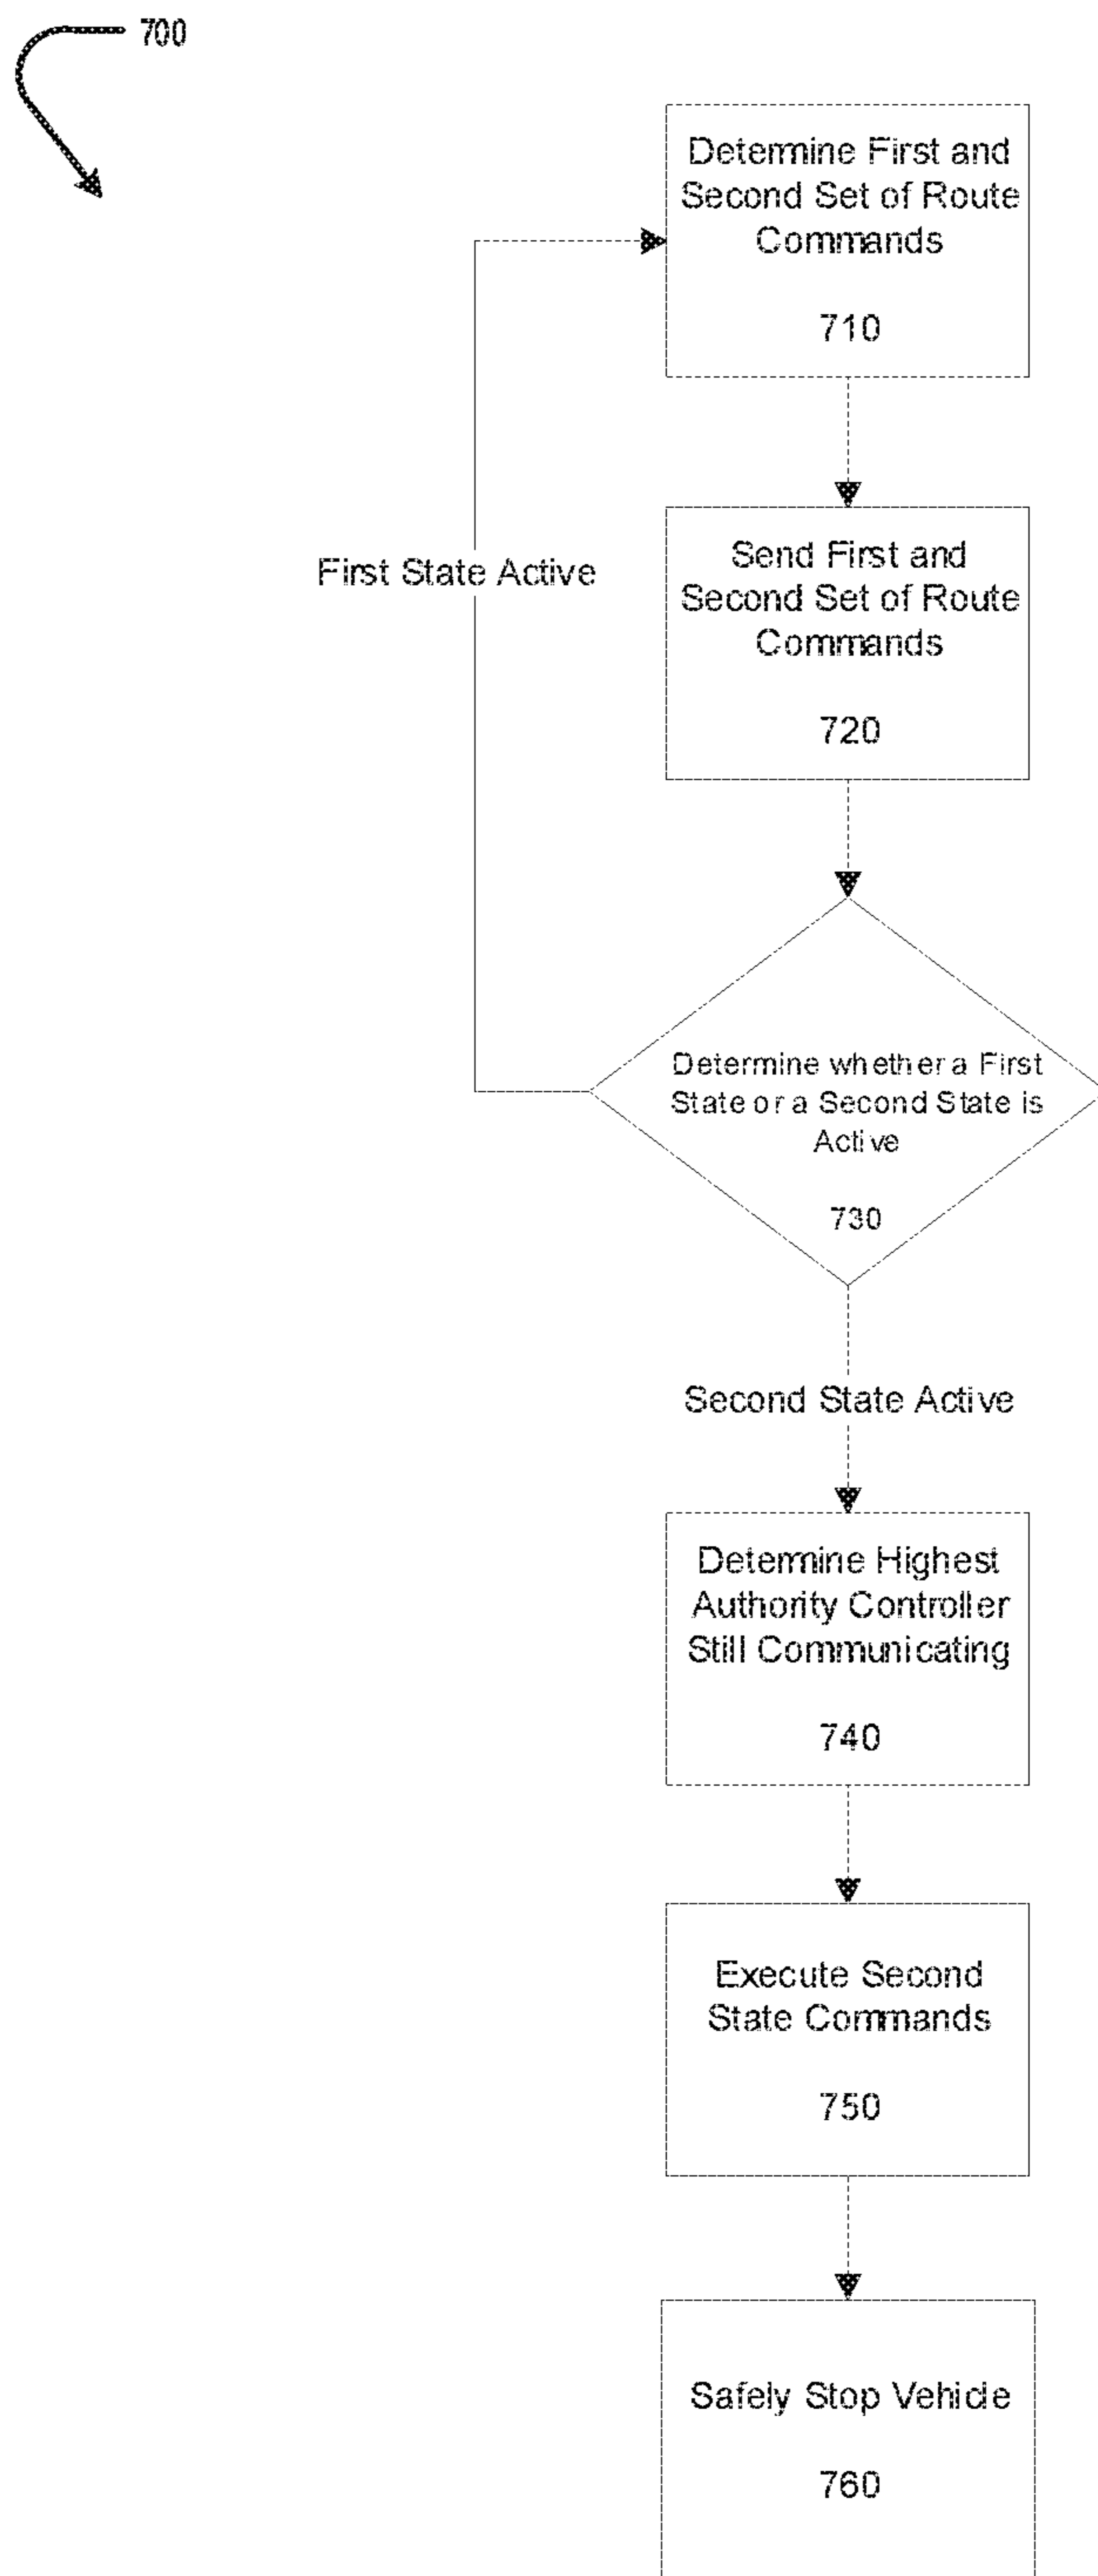 700
Determine First and
Second Set of Route
Commands
710
First State Active
Send First and
Second Set of Route
Commands
720
Determine whether a First
State or a Second State is
Active
730
Second State Active
Determine Highest
Authority Controller
Still Communicating
740
Execute Second
State Commands
750
Safely Stop Vehicle
760